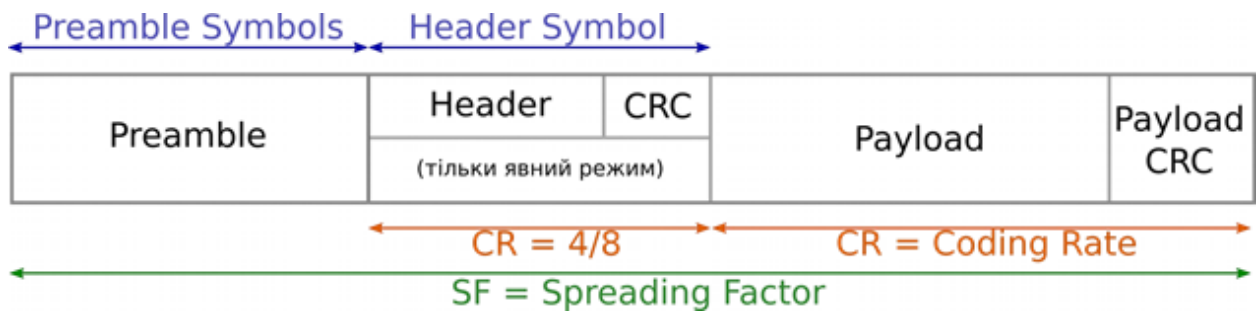 Preamble Symbols
Header Symbol
Preamble
Header
CRC
(тільки явний режим)
Payload
Payload
CRC
CR = 4/8
CR = Coding Rate
SF = Spreading Factor